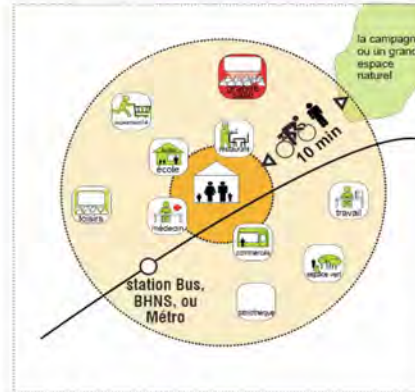 la campagne
ou un grand
espace
naturel
supermarché
restaurant
10 min
école
loisirs
médecin
travail
commerces
espace vert
station Bus,
BHNS, ou
Métro
bibliothèque